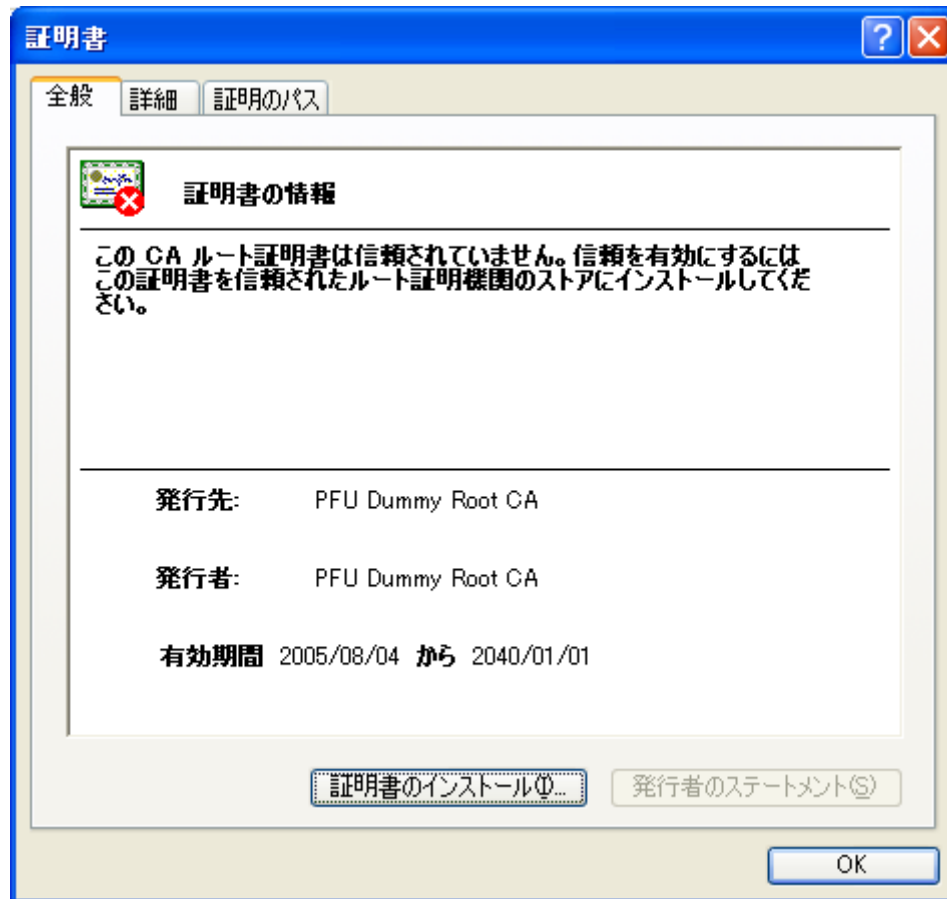 証明書
全般 詳細 証明のパス
証明書の情報
この CA ルート証明書は信頼されていません。信頼を有効にするには
この証明書を信頼されたルート証明機関のストアにインストールしてくだ
さい。
発行先: PFU Dummy Root CA
発行者: PFU Dummy Root CA
有効期間 2005/08/04 から 2040/01/01
証明書のインストール(I)... 発行者のステートメント(S)
OK